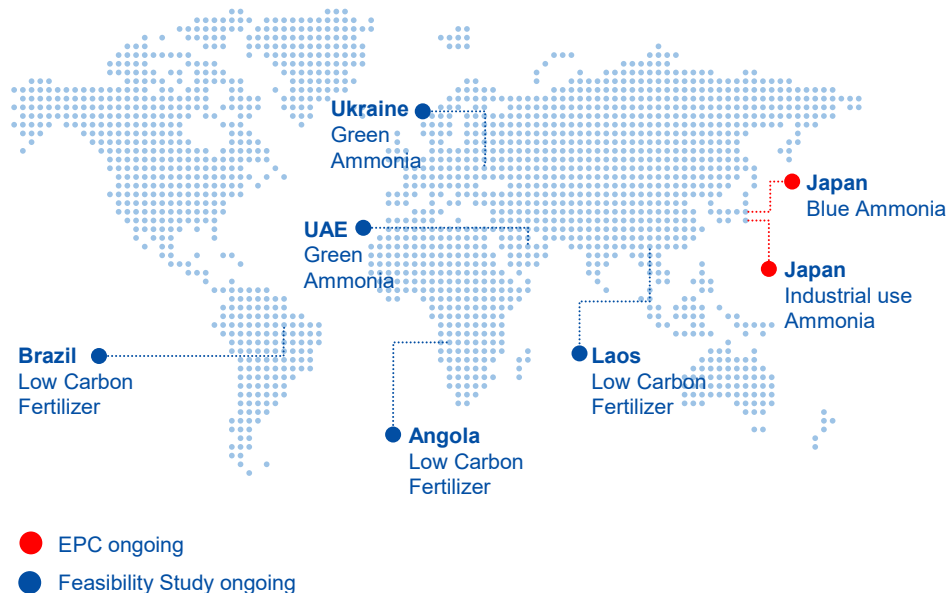 Ukraine
Green
Ammonia
Japan
Blue Ammonia
UAE
Green
Ammonia
Japan
Industrial use
Ammonia
Brazil
Low Carbon
Fertilizer
Laos
Low Carbon
Fertilizer
Angola
Low Carbon
Fertilizer
EPC ongoing
Feasibility Study ongoing